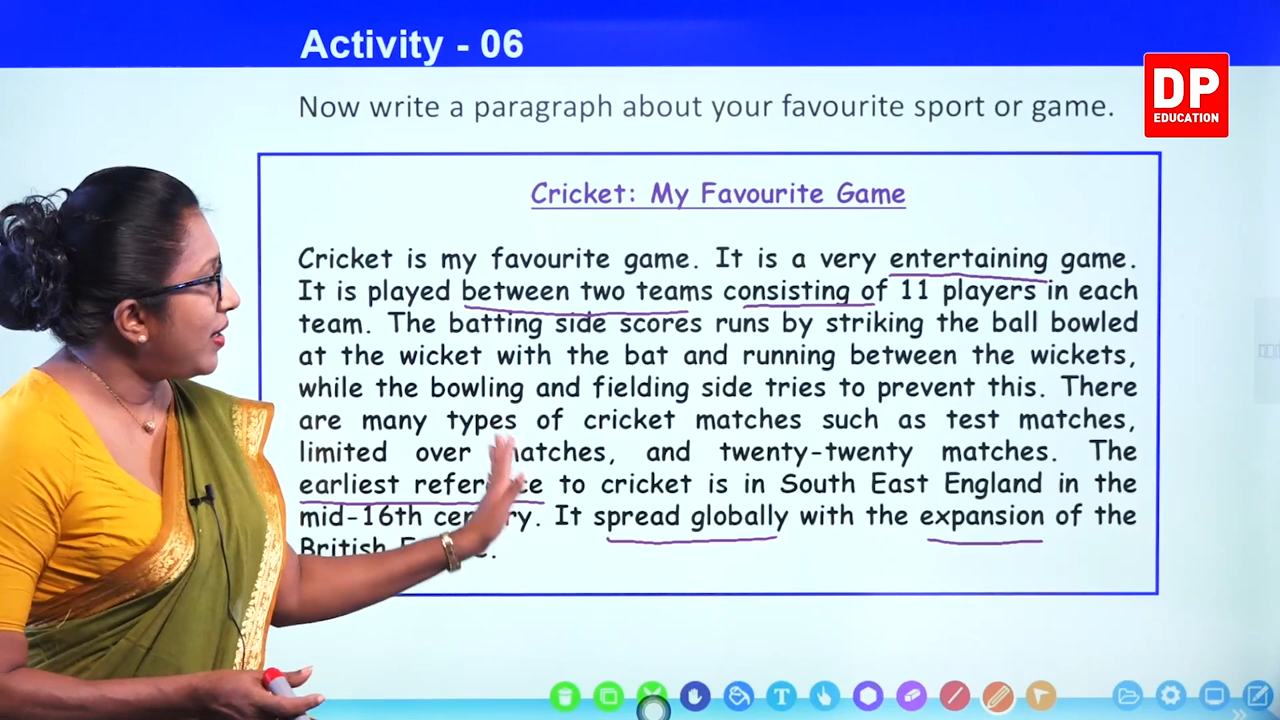 Activity - 06
DP
EDUCATION
Now write a paragraph about your favourite sport or game.
Cricket: My Favourite Game
Cricket is my favourite game. It is a very entertaining game.
It is played between two teams consisting of 11 players in each
team. The batting side scores runs by striking the ball bowled
at the wicket with the bat and running between the wickets,
while the bowling and fielding side tries to prevent this. There
are many types of cricket matches such as test matches,
limited over matches, and twenty-twenty matches. The
earliest reference to cricket is in South East England in the
mid-16th century. It spread globally with the expansion of the
British